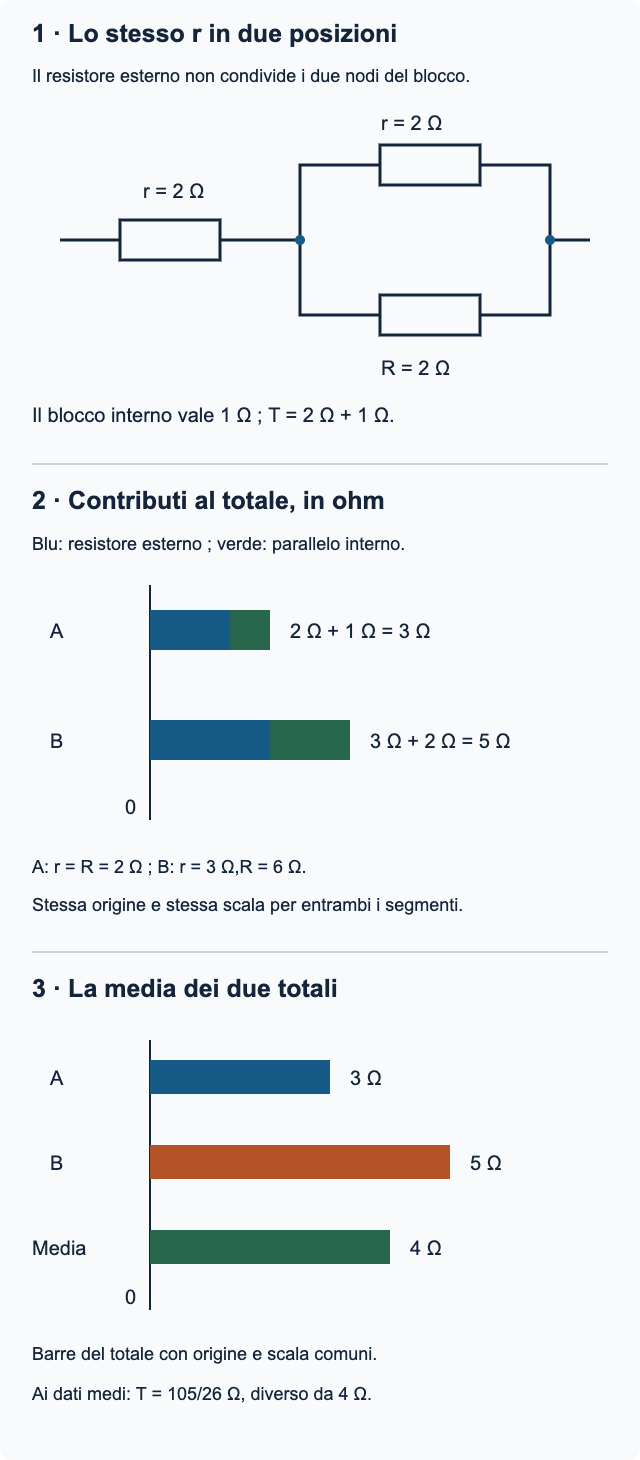 1 · Lo stesso r in due posizioni
Il resistore esterno non condivide i due nodi del blocco.
r = 2 Ω
r = 2 Ω
R = 2 Ω
Il blocco interno vale 1 Ω ; T = 2 Ω + 1 Ω.
2 · Contributi al totale, in ohm
Blu: resistore esterno ; verde: parallelo interno.
A
2 Ω + 1 Ω = 3 Ω
B
3 Ω + 2 Ω = 5 Ω
0
A: r = R = 2 Ω ; B: r = 3 Ω,R = 6 Ω.
Stessa origine e stessa scala per entrambi i segmenti.
3 · La media dei due totali
A
3 Ω
B
5 Ω
Media
4 Ω
0
Barre del totale con origine e scala comuni.
Ai dati medi: T = 105/26 Ω, diverso da 4 Ω.